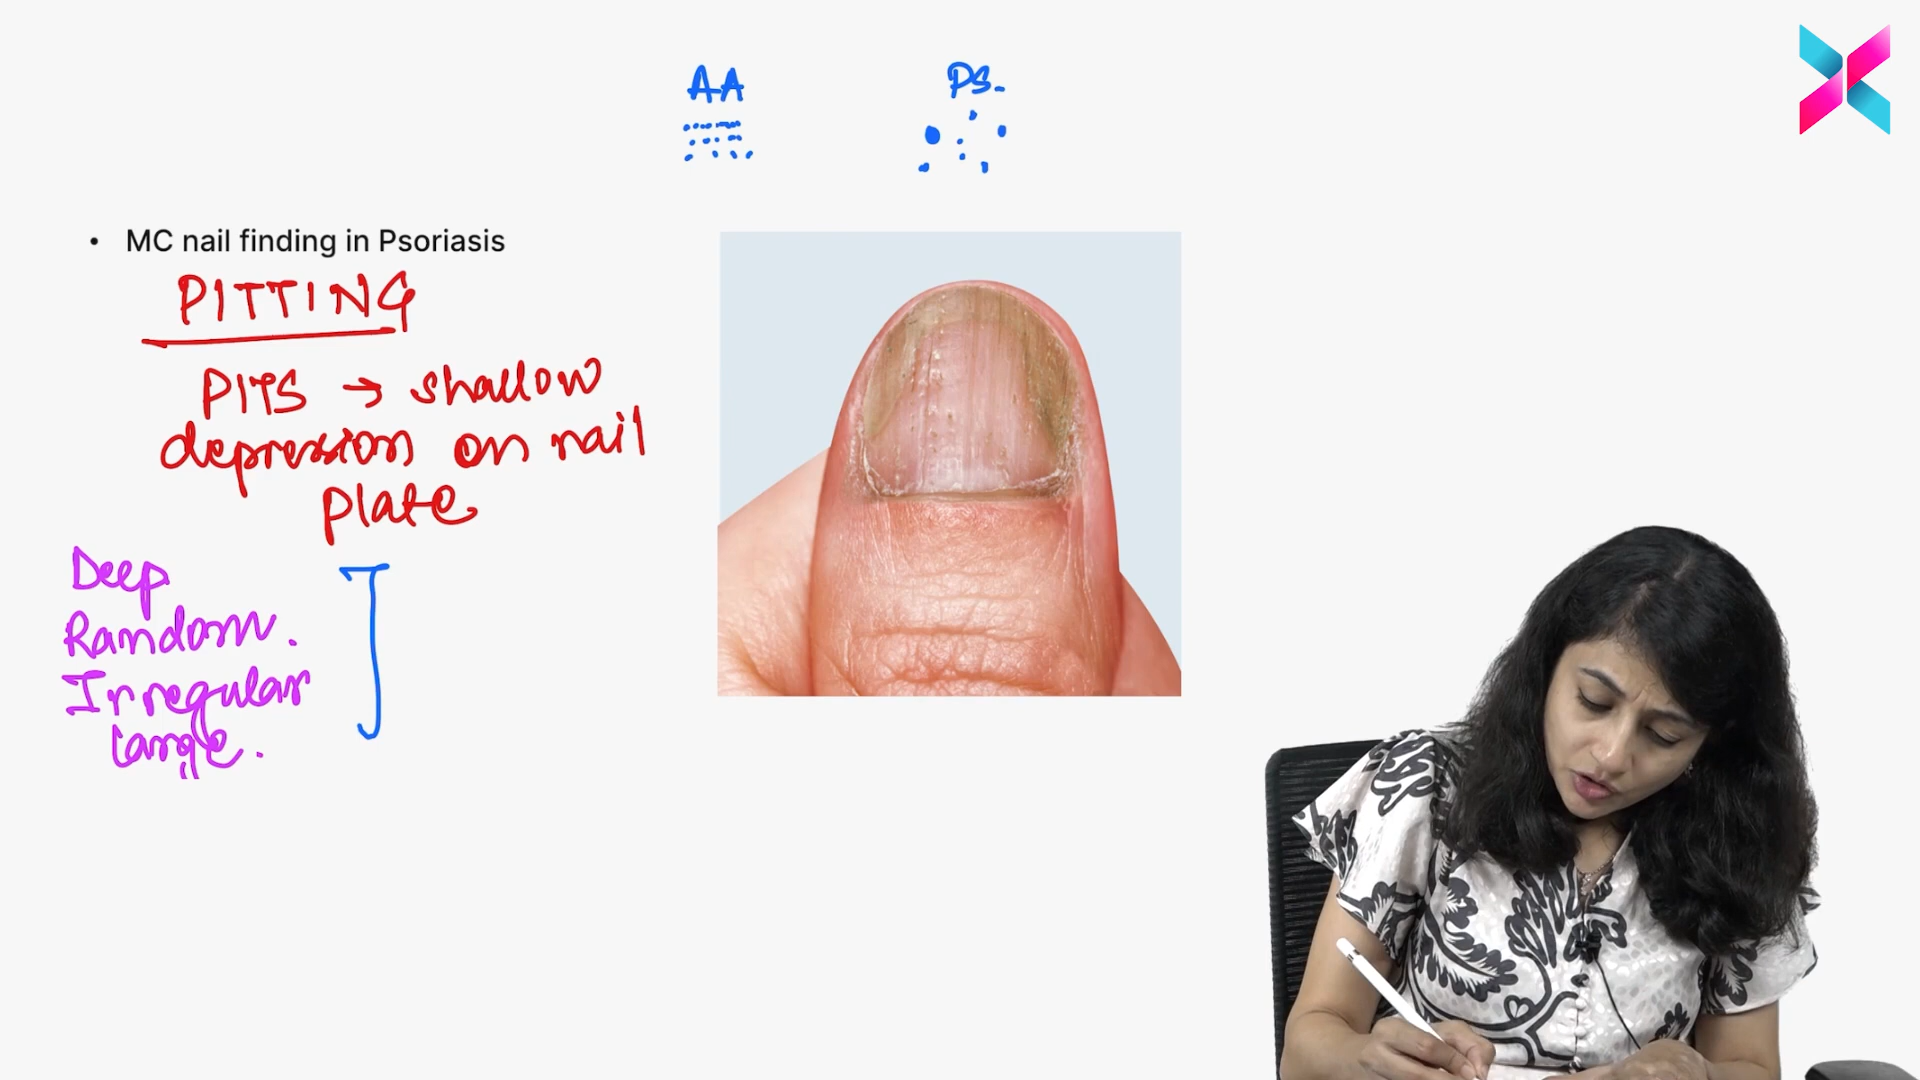 AA PS.
• MC nail finding in Psoriasis
PITTING
PITS → shallow
depression on nail
plate
Deep
Random.
Irregular
large.